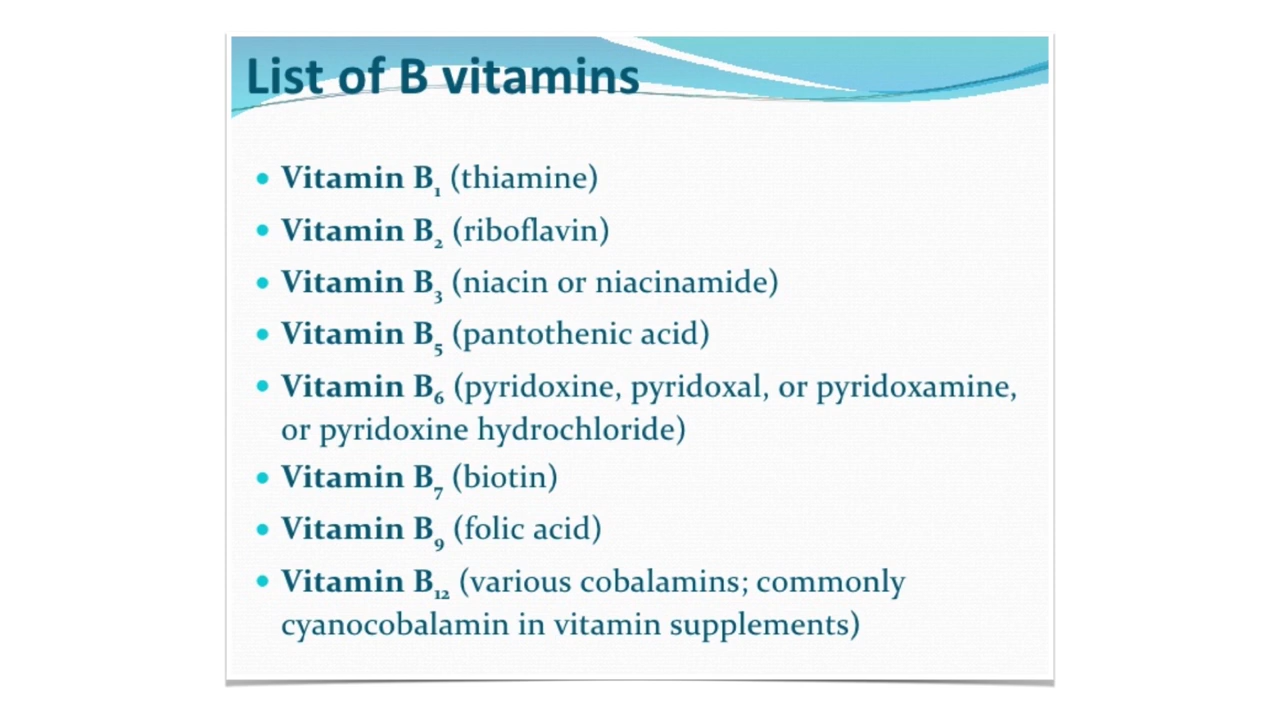 List of B vitamins
• Vitamin B₁ (thiamine)
• Vitamin B₂ (riboflavin)
• Vitamin B₃ (niacin or niacinamide)
• Vitamin B₅ (pantothenic acid)
• Vitamin B₆ (pyridoxine, pyridoxal, or pyridoxamine,
or pyridoxine hydrochloride)
• Vitamin B₇ (biotin)
• Vitamin B₉ (folic acid)
• Vitamin B₁₂ (various cobalamins; commonly
cyanocobalamin in vitamin supplements)